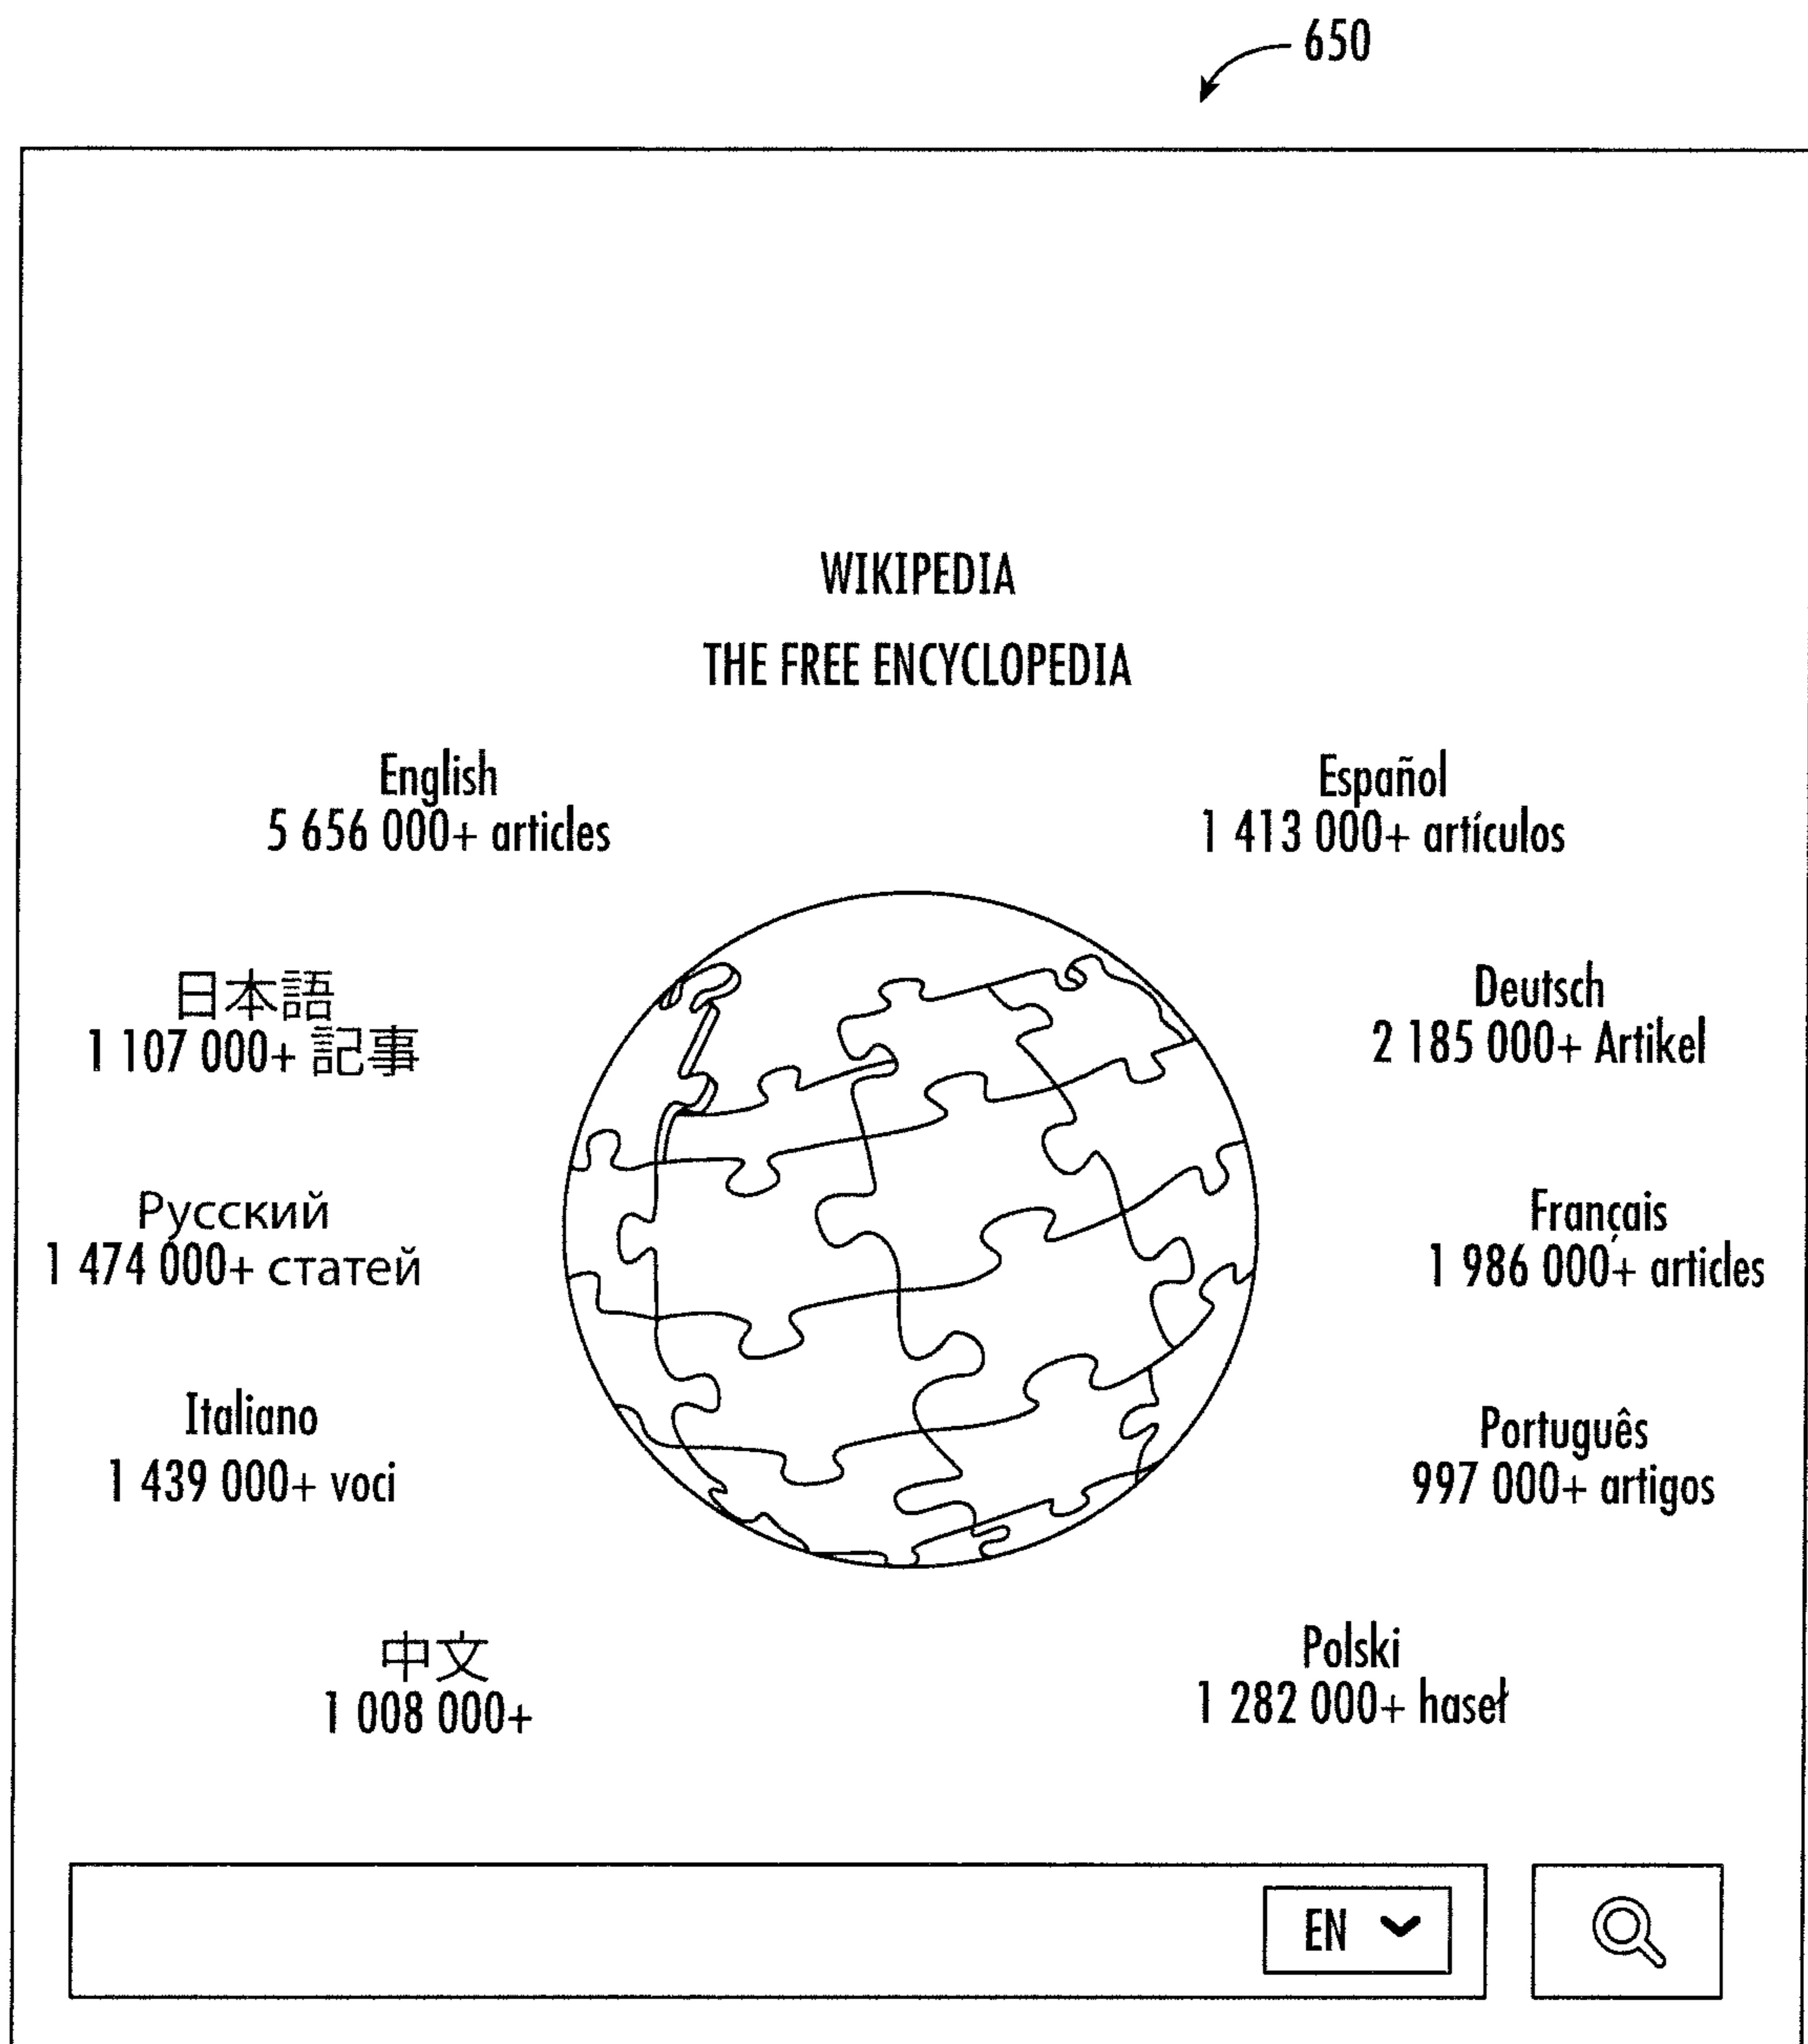 650
WIKIPEDIA
THE FREE ENCYCLOPEDIA
English
5 656 000+ articles
Español
1 413 000+ artículos
日本語
1 107 000+ 記事
Deutsch
2 185 000+ Artikel
Русский
1 474 000+ статей
Français
1 986 000+ articles
Italiano
1 439 000+ voci
Português
997 000+ artigos
中文
1 008 000+
Polski
1 282 000+ haseł
EN